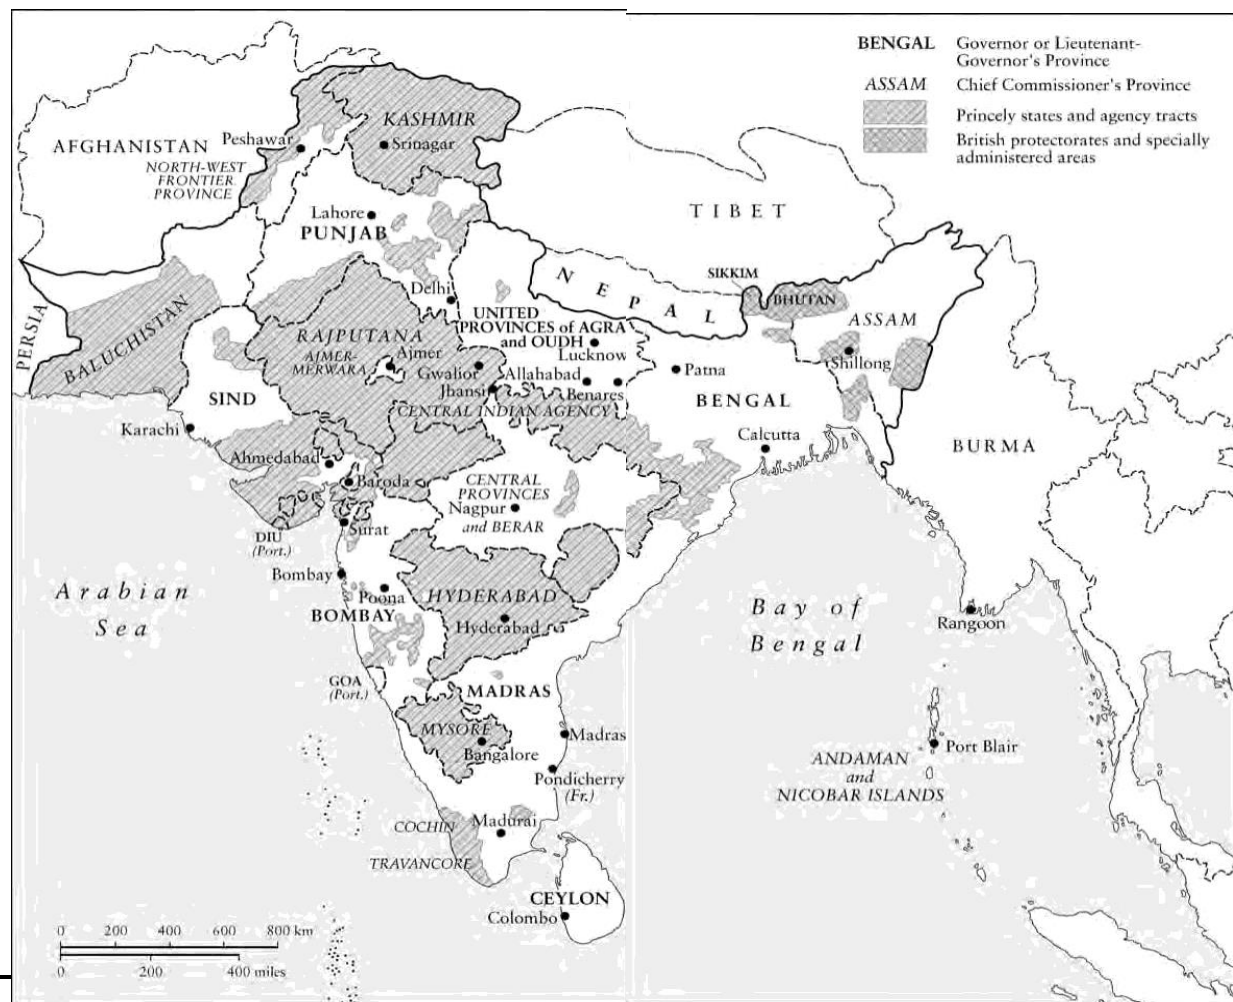 BENGAL Governor or Lieutenant-
Governor's Province
ASSAM Chief Commissioner's Province
Princely states and agency tracts
British protectorates and specially
administered areas
AFGHANISTAN
Peshawar
NORTH-WEST
FRONTIER
PROVINCE
KASHMIR
Srinagar
Lahore
PUNJAB
TIBET
PERSIA
BALUCHISTAN
Delhi
NEPAL
SIKKIM
BHUTAN
ASSAM
Shillong
RAJPUTANA
AJMER-
MERWARA
Ajmer
UNITED
PROVINCES of AGRA
and OUDH
Lucknow
Gwalior
Allahabad
Jhansi
Benares
Patna
SIND
CENTRAL INDIAN AGENCY
BENGAL
Karachi
Calcutta
BURMA
Ahmedabad
Baroda
CENTRAL
PROVINCES
Nagpur
and BERAR
Surat
DIU
(Port.)
Bombay
Poona
BOMBAY
HYDERABAD
Hyderabad
Arabian
Sea
Bay of
Bengal
Rangoon
GOA
(Port.)
MADRAS
MYSORE
Bangalore
Madras
Pondicherry
(Fr.)
Port Blair
ANDAMAN
and
NICOBAR ISLANDS
COCHIN
Madurai
TRAVANCORE
CEYLON
Colombo
0 200 400 600 800 km
0 200 400 miles